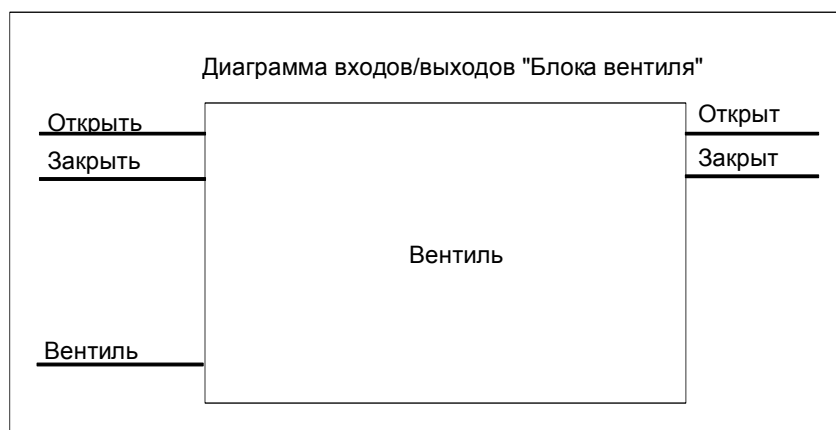 Диаграмма входов/выходов "Блока вентиля"
Открыть
Открыт
Закрыть
Закрыт
Вентиль
Вентиль